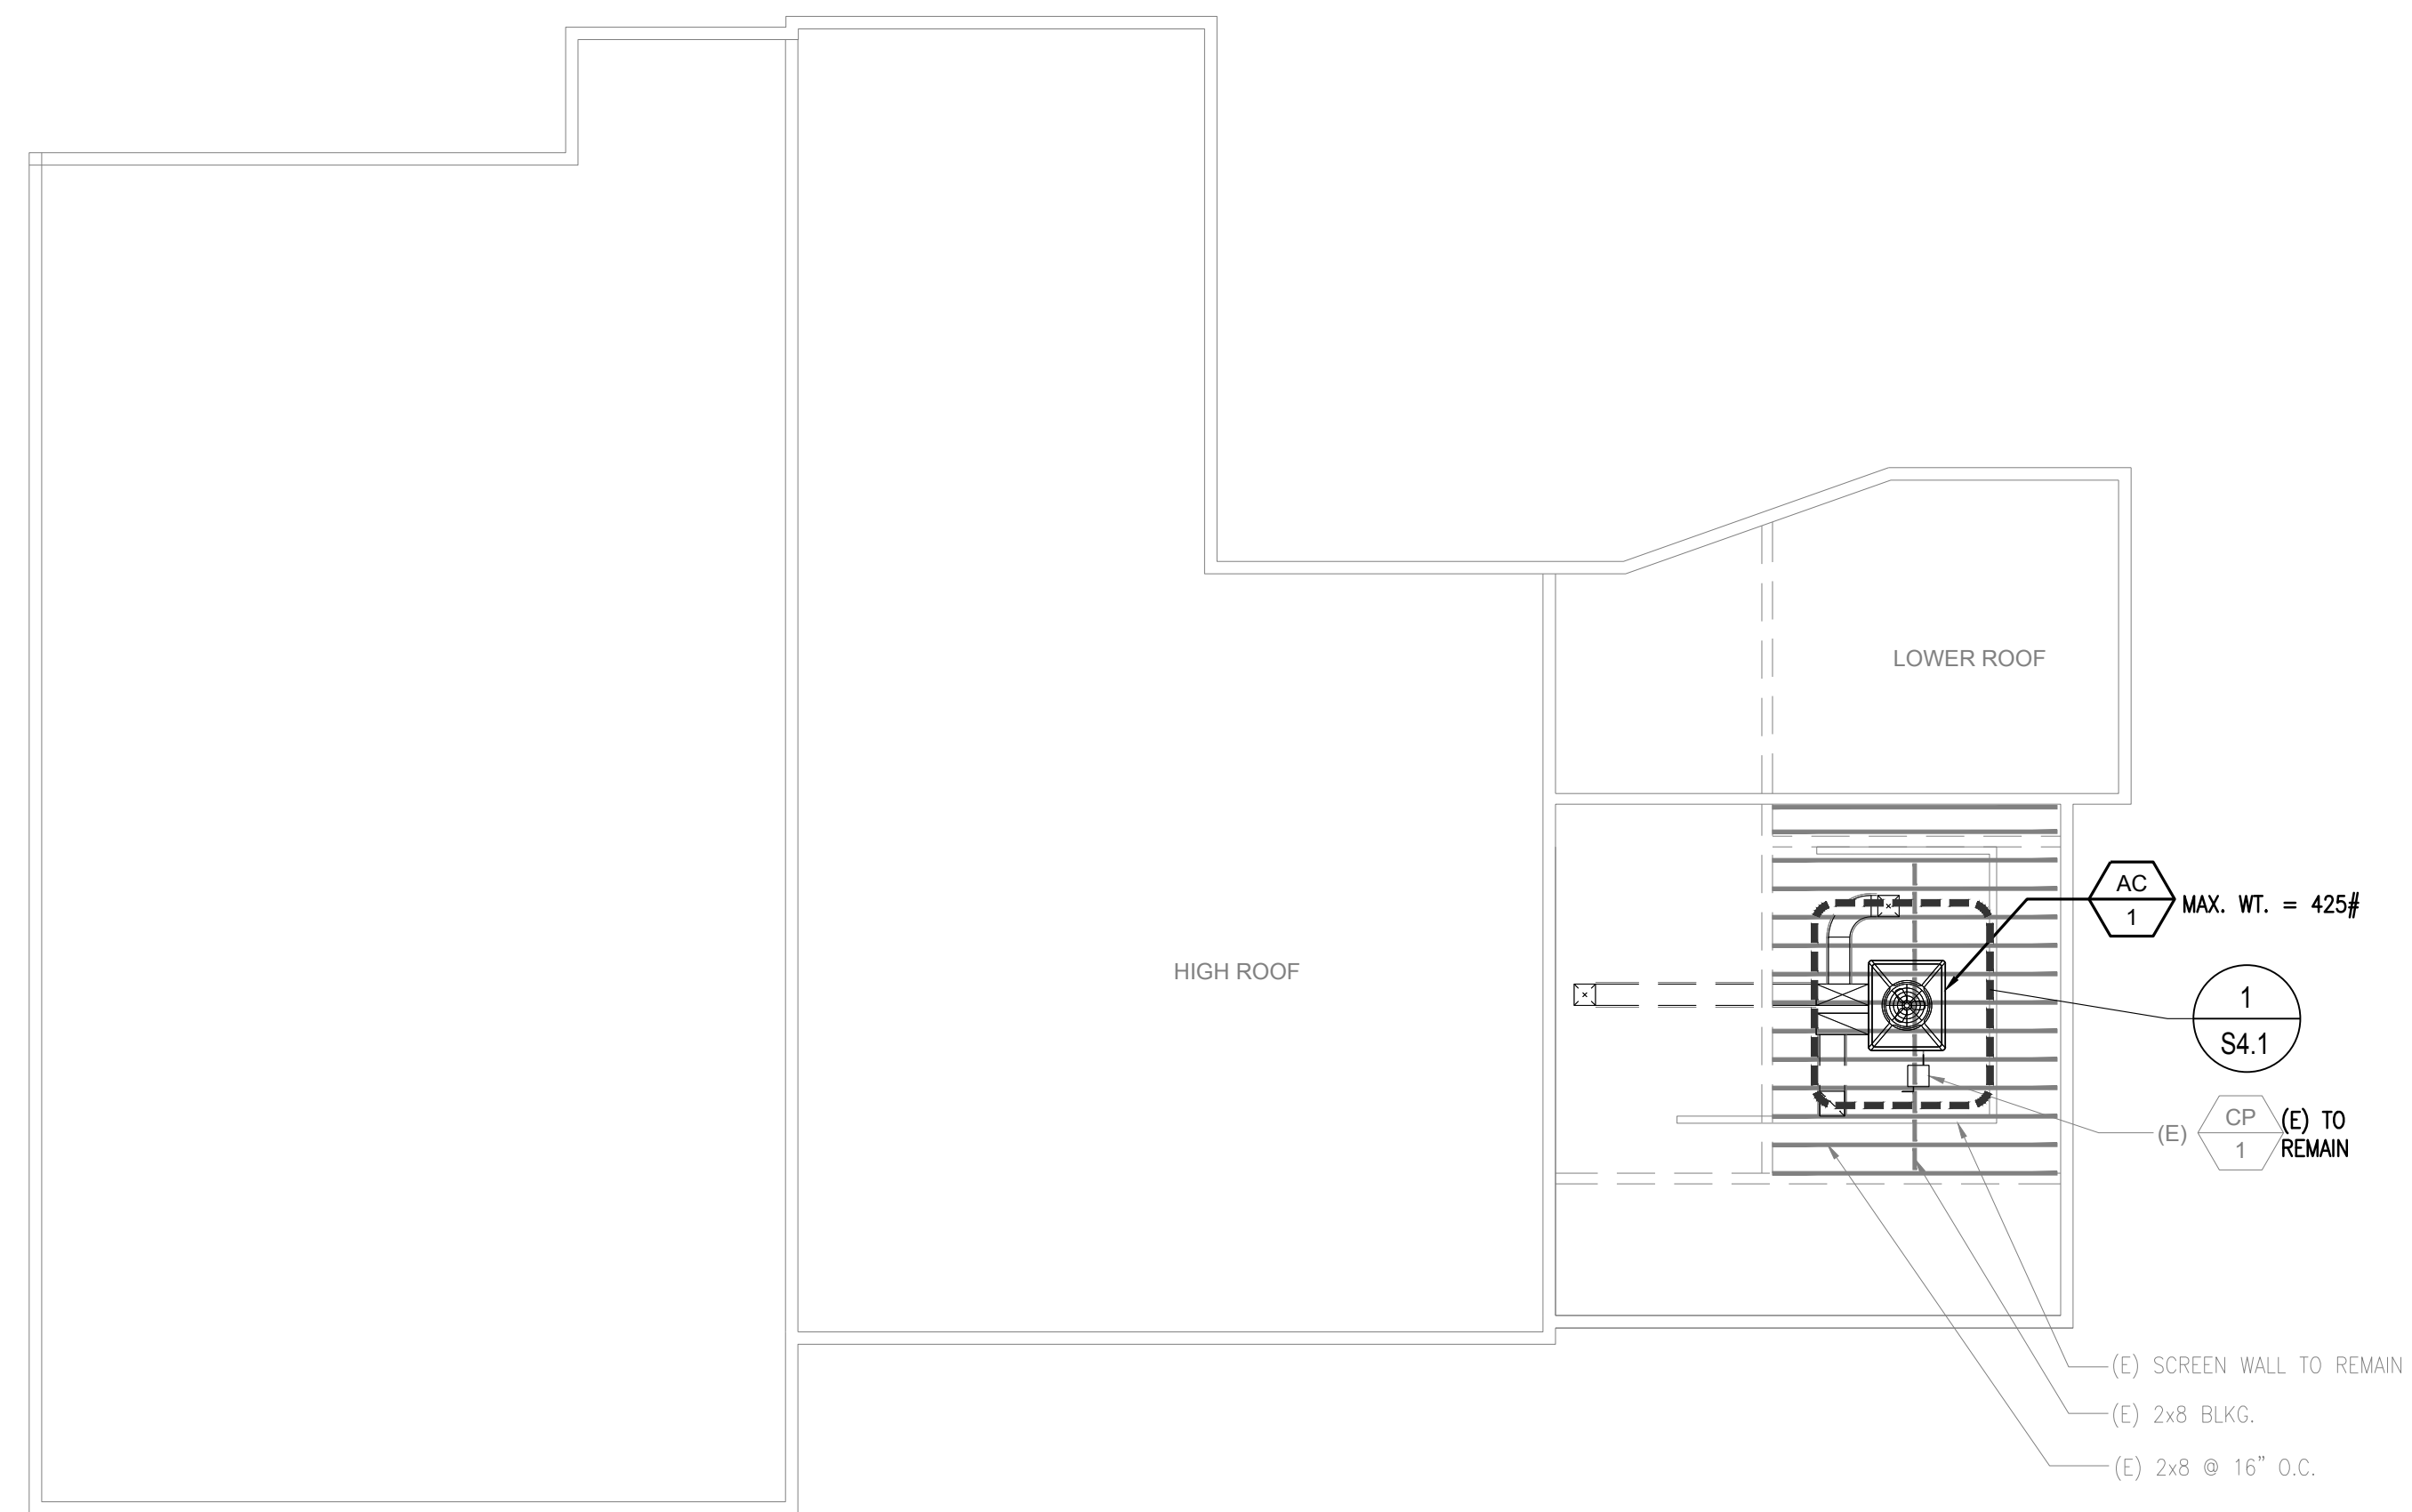 LOWER ROOF
HIGH ROOF
AC
1
MAX. WT. = 425#
1
S4.1
(E)
CP
1
(E) TO
REMAIN
(E) SCREEN WALL TO REMAIN
(E) 2x8 BLKG.
(E) 2x8 @ 16" O.C.